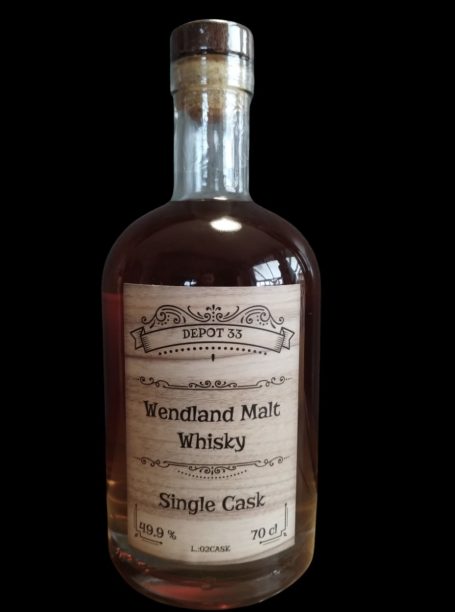 DEPOT 33
Wendland Malt
Whisky
Single Cask
49.9 % 70 cl
L.:02CASK